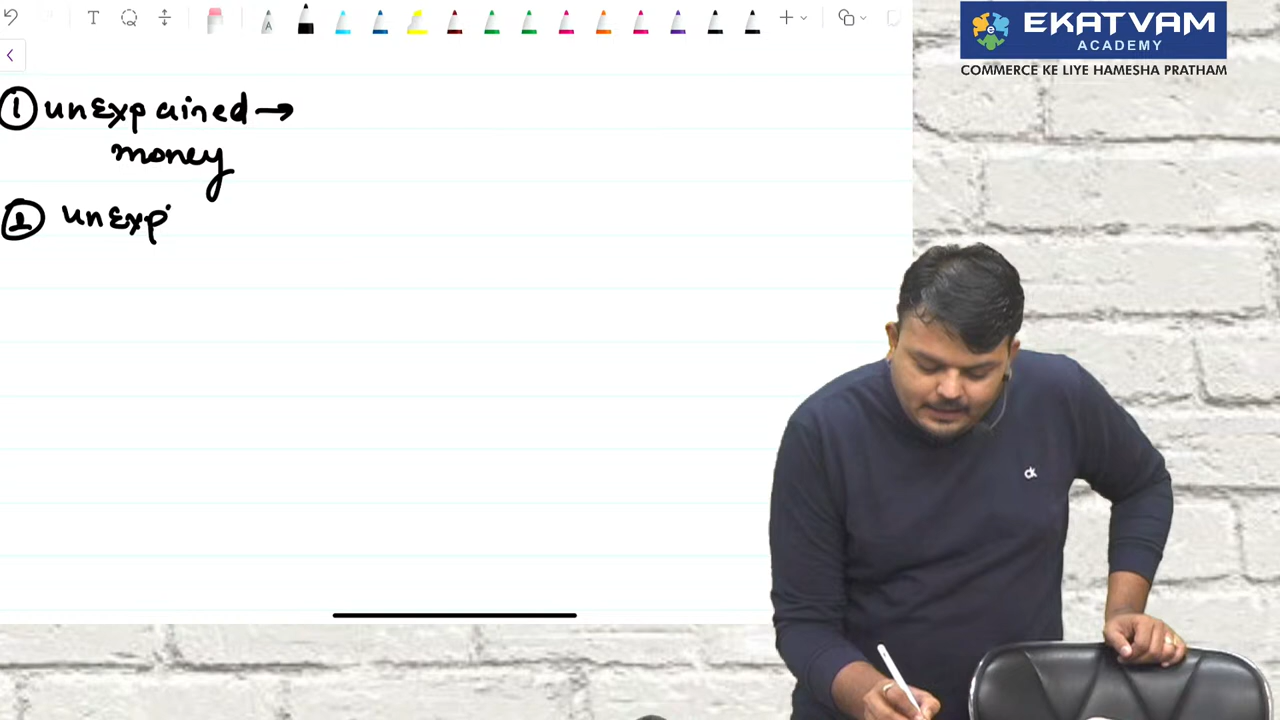 EKATVAM
ACADEMY
COMMERCE KE LIYE HAMESHA PRATHAM
① unExpained →
money
② unExp